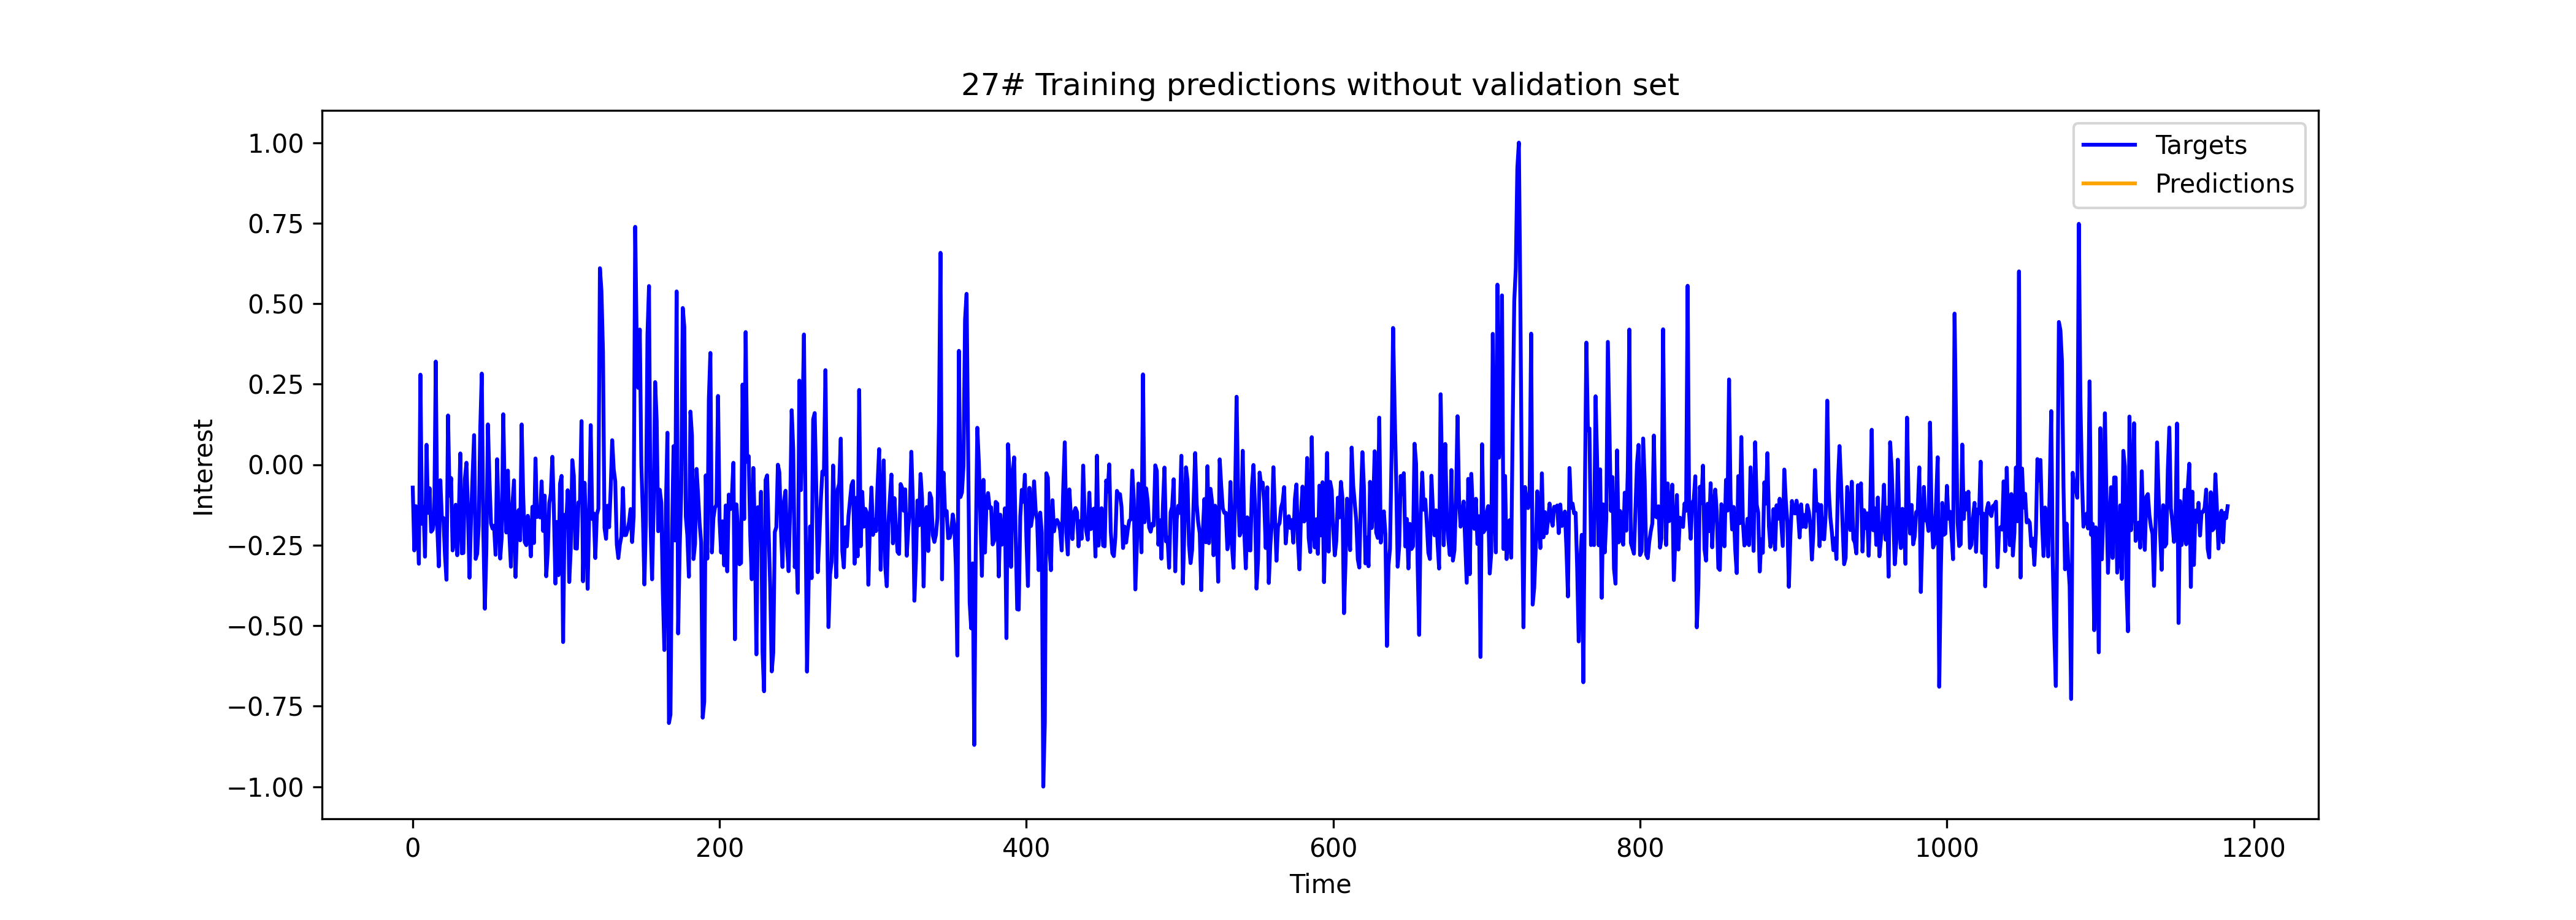 27# Training predictions without validation set
Targets
Predictions
1.00
0.75
0.50
0.25
0.00
−0.25
−0.50
−0.75
−1.00
Interest
0 200 400 600 800 1000 1200
Time